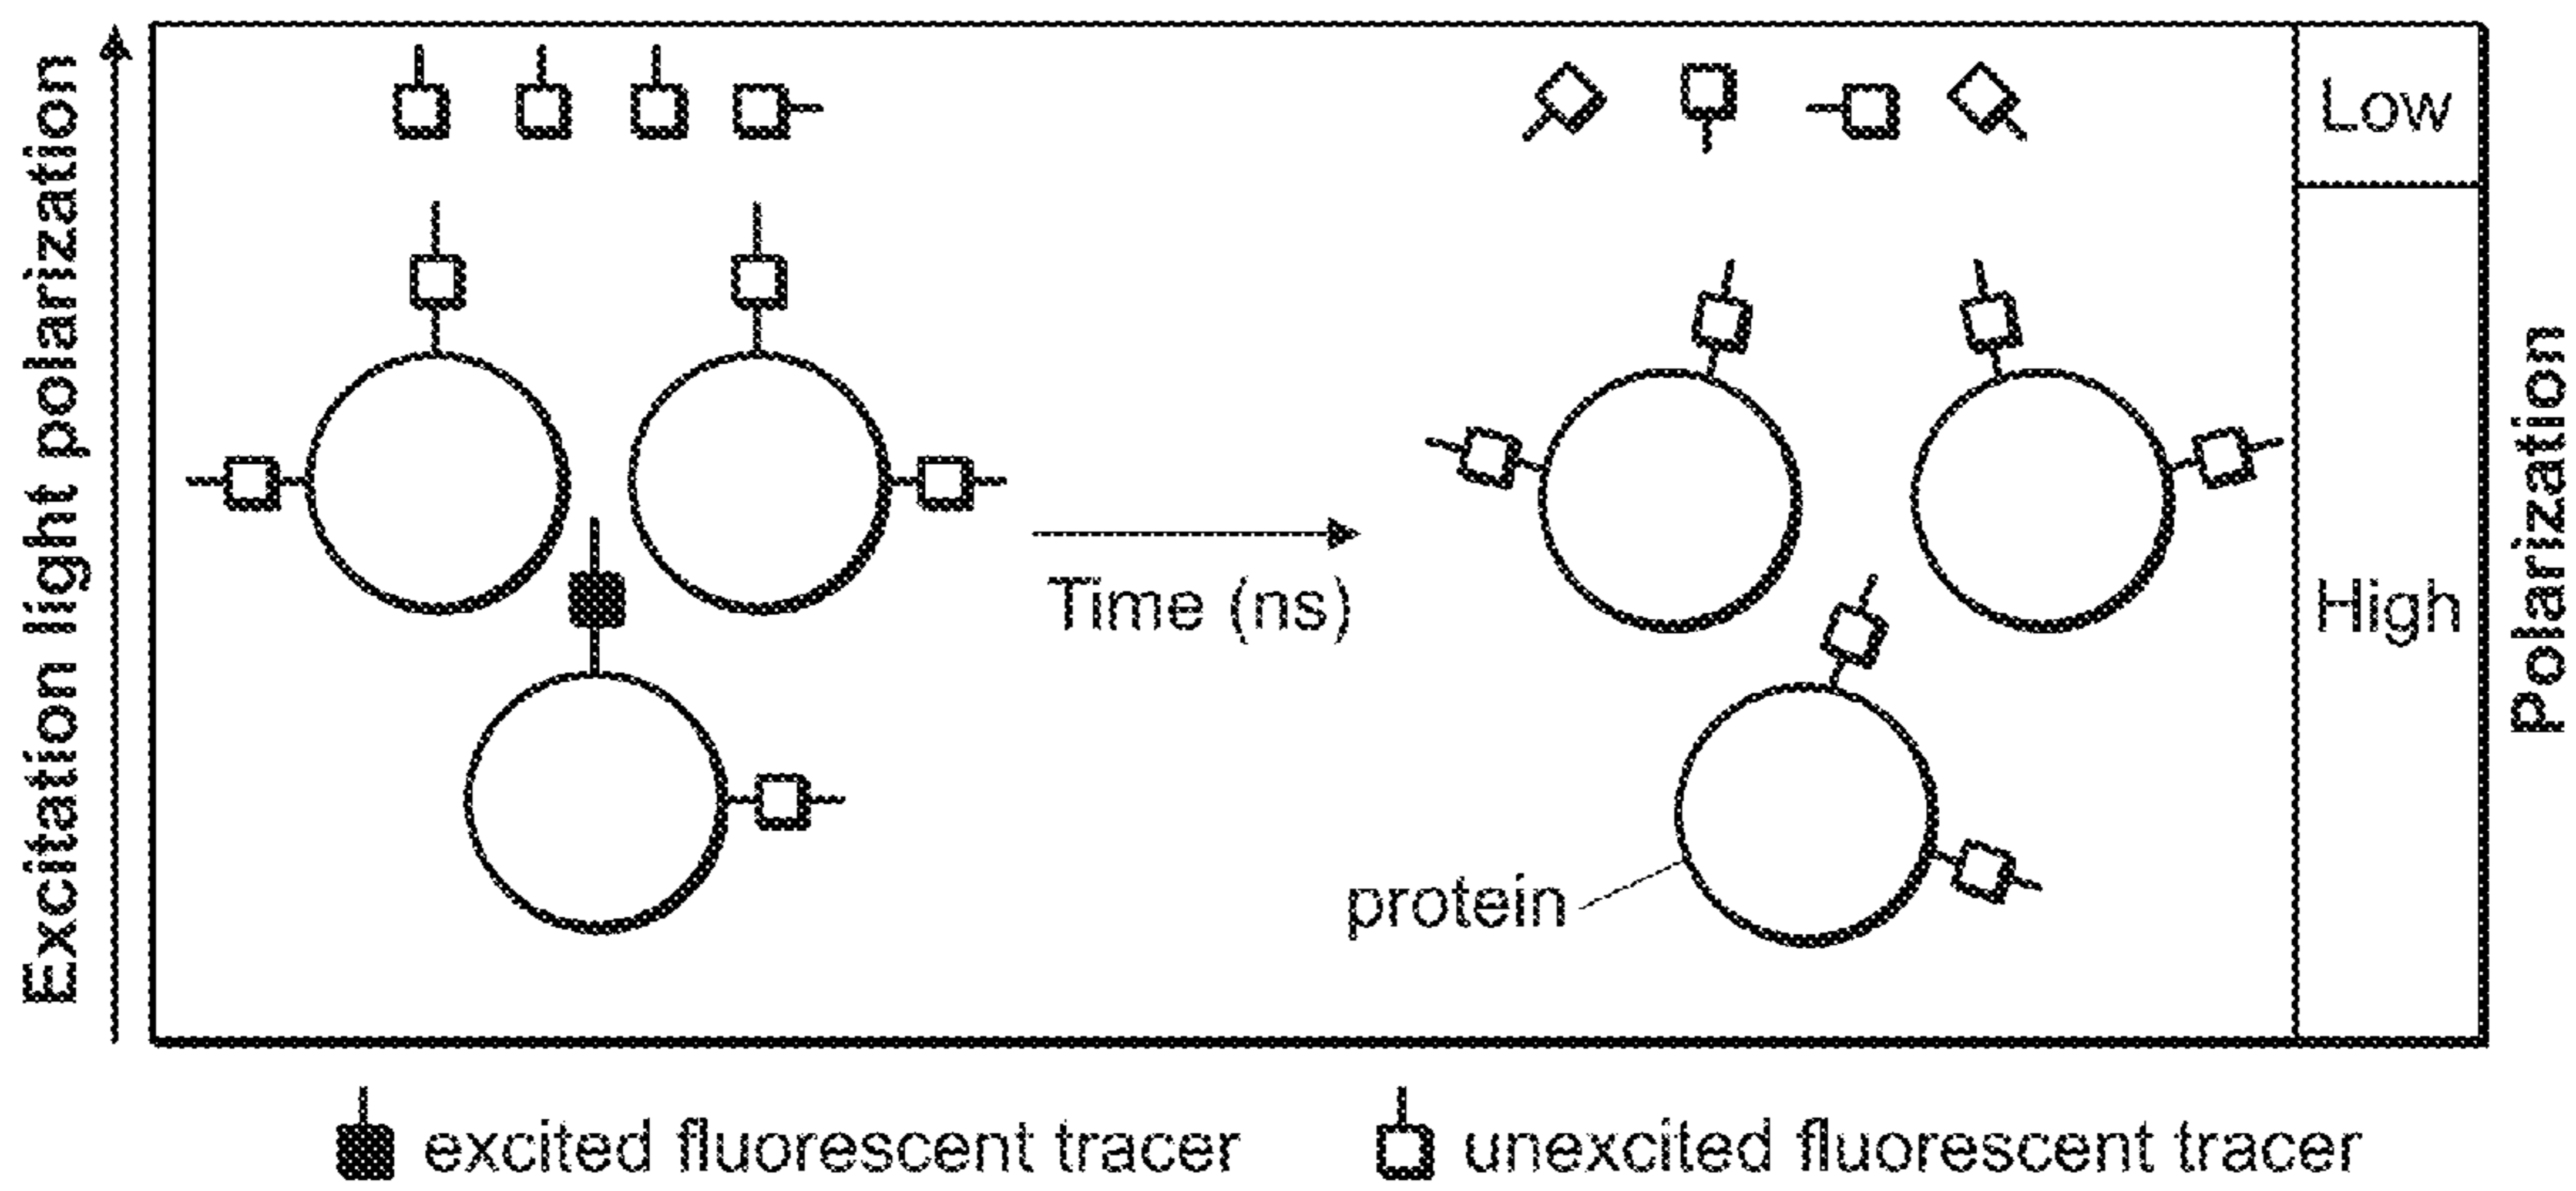 Excitation light polarization
Low
High
Polarization
Time (ns)
protein
excited fluorescent tracer
unexcited fluorescent tracer